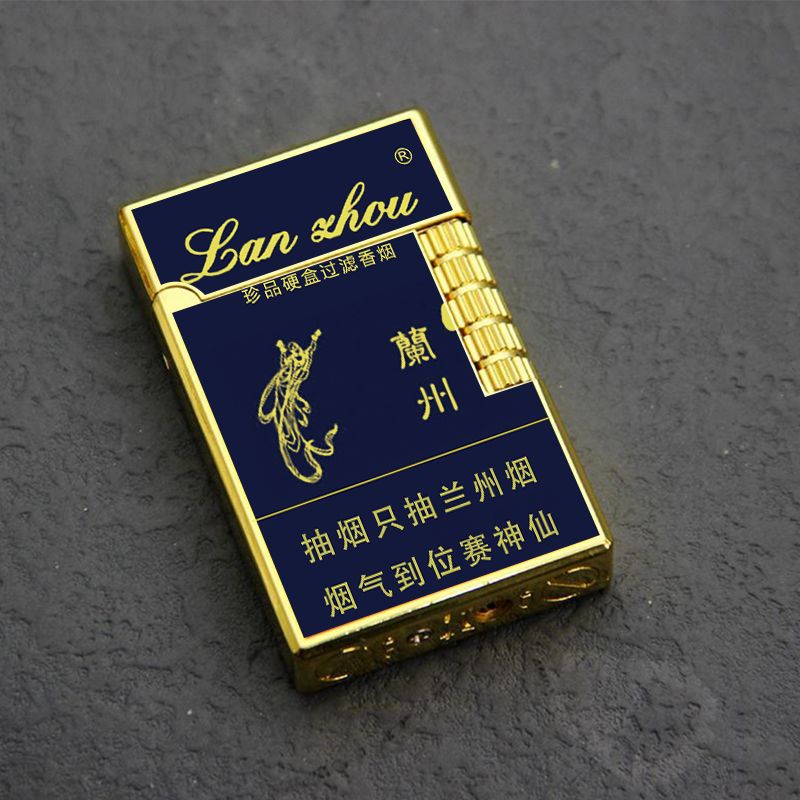 ®
Lan zhou
珍品硬盒过滤香烟
蘭
州
抽烟只抽兰州烟
烟气到位赛神仙